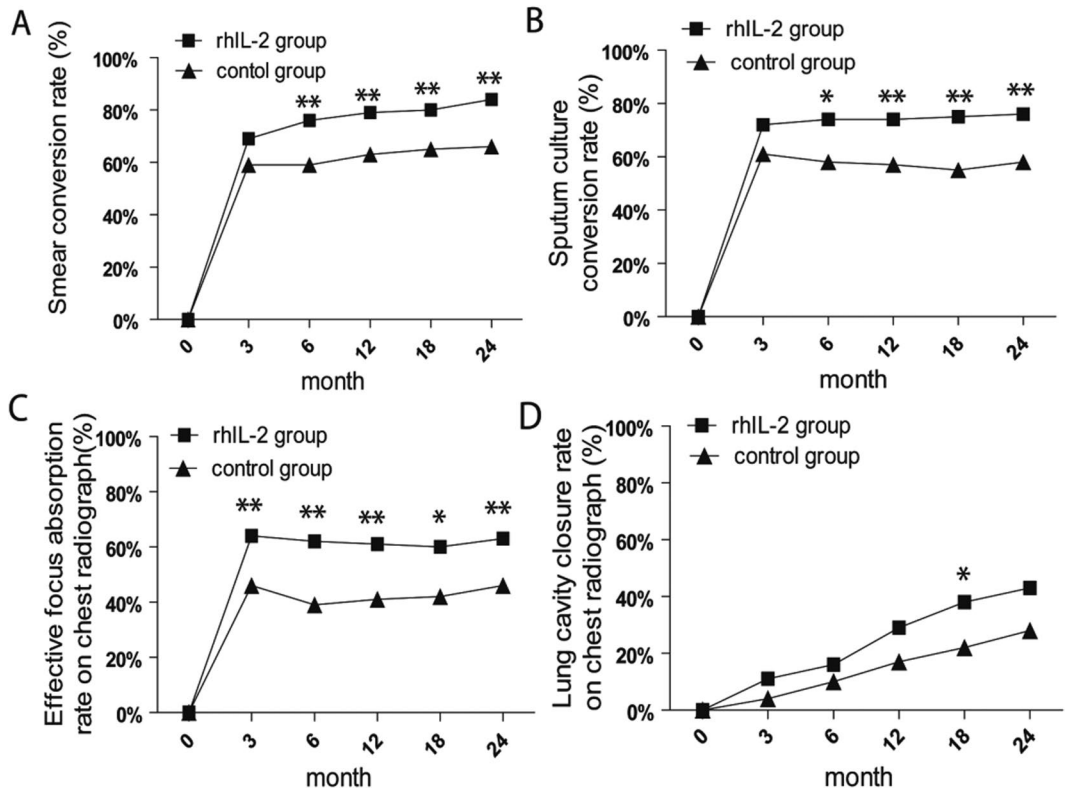 A
Smear conversion rate (%)
rhIL-2 group
contol group
100%
80%
60%
40%
20%
0%
** ** ** **
0 3 6 12 18 24
month
B
Sputum culture
conversion rate (%)
rhIL-2 group
control group
100%
80%
60%
40%
20%
0%
* ** ** **
0 3 6 12 18 24
month
C
Effective focus absorption
rate on chest radiograph(%)
rhIL-2 group
control group
100%
80%
60%
40%
20%
0%
** ** ** * **
0 3 6 12 18 24
month
D
Lung cavity closure rate
on chest radiograph (%)
rhIL-2 group
control group
100%
80%
60%
40%
20%
0%
*
0 3 6 12 18 24
month